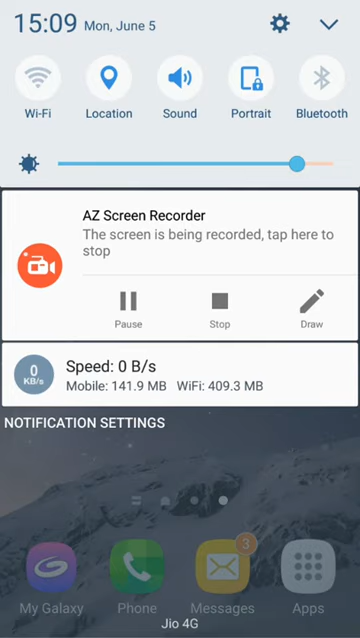 15:09 Mon, June 5
Wi-Fi Location Sound Portrait Bluetooth
AZ Screen Recorder
The screen is being recorded, tap here to
stop
Pause Stop Draw
0
KB/s
Speed: 0 B/s
Mobile: 141.9 MB WiFi: 409.3 MB
NOTIFICATION SETTINGS
3
My Galaxy Phone Messages Apps
Jio 4G